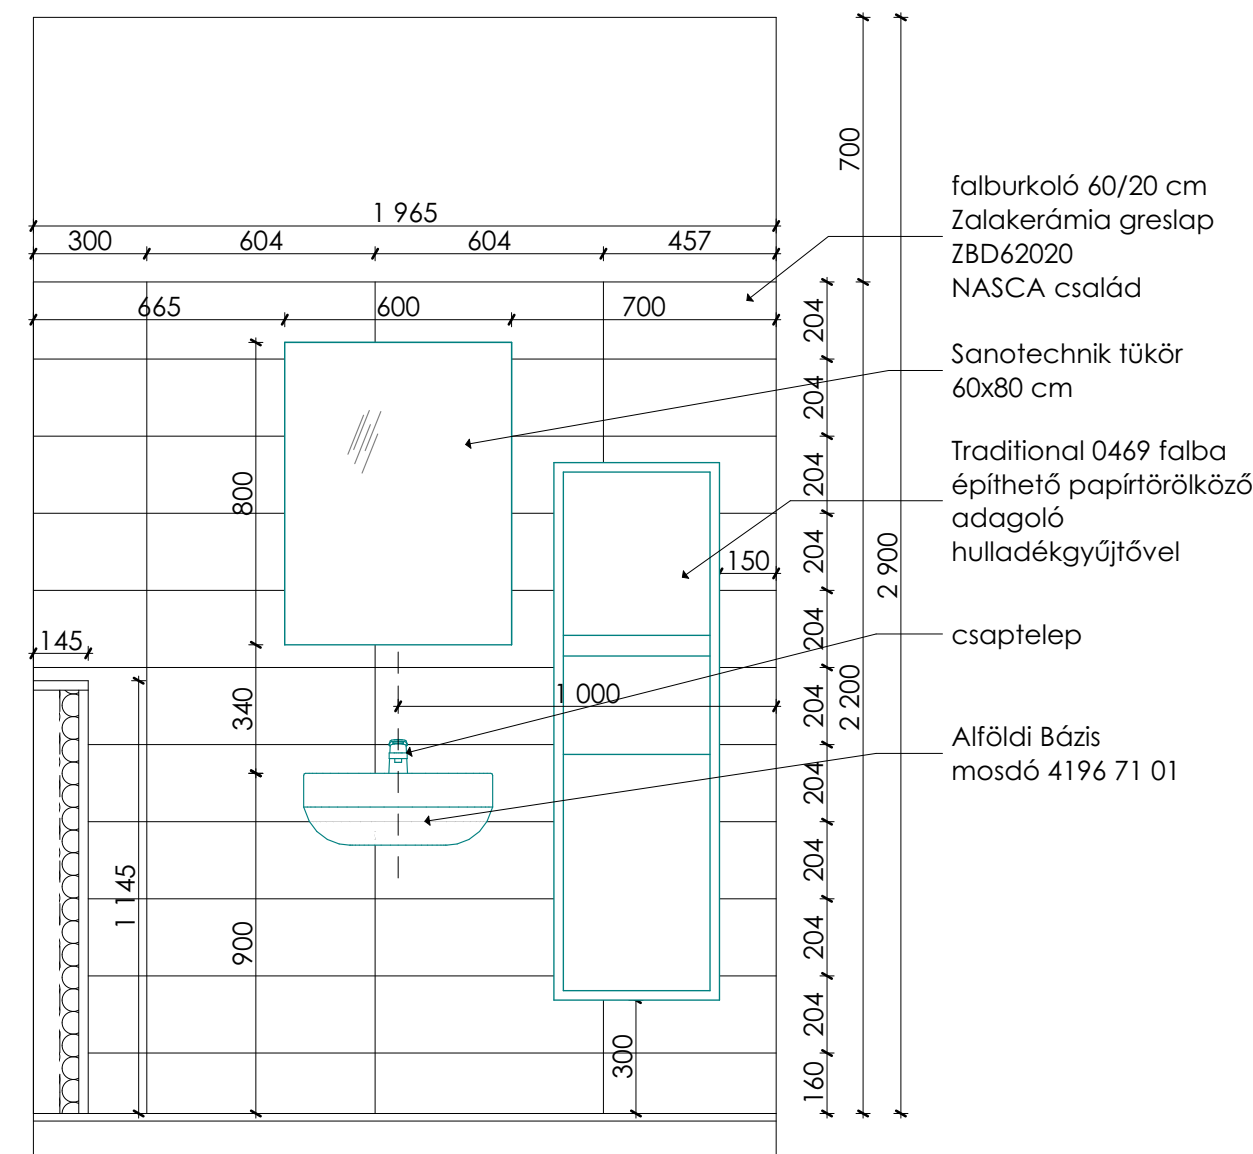 700
1 965
300 604 604 457
falburkoló 60/20 cm
Zalakerámia greslap
ZBD62020
NASCA család
665 600 700
204
Sanotechnik tükör
60x80 cm
204
Traditional 0469 falba
építhető papírtörölköző
adagoló
hulladékgyűjtővel
800
204
204
150
2 900
145
204
csaptelep
340
1 000
204
2 200
Alföldi Bázis
mosdó 4196 71 01
204
204
1 145
900
204
204
300
160